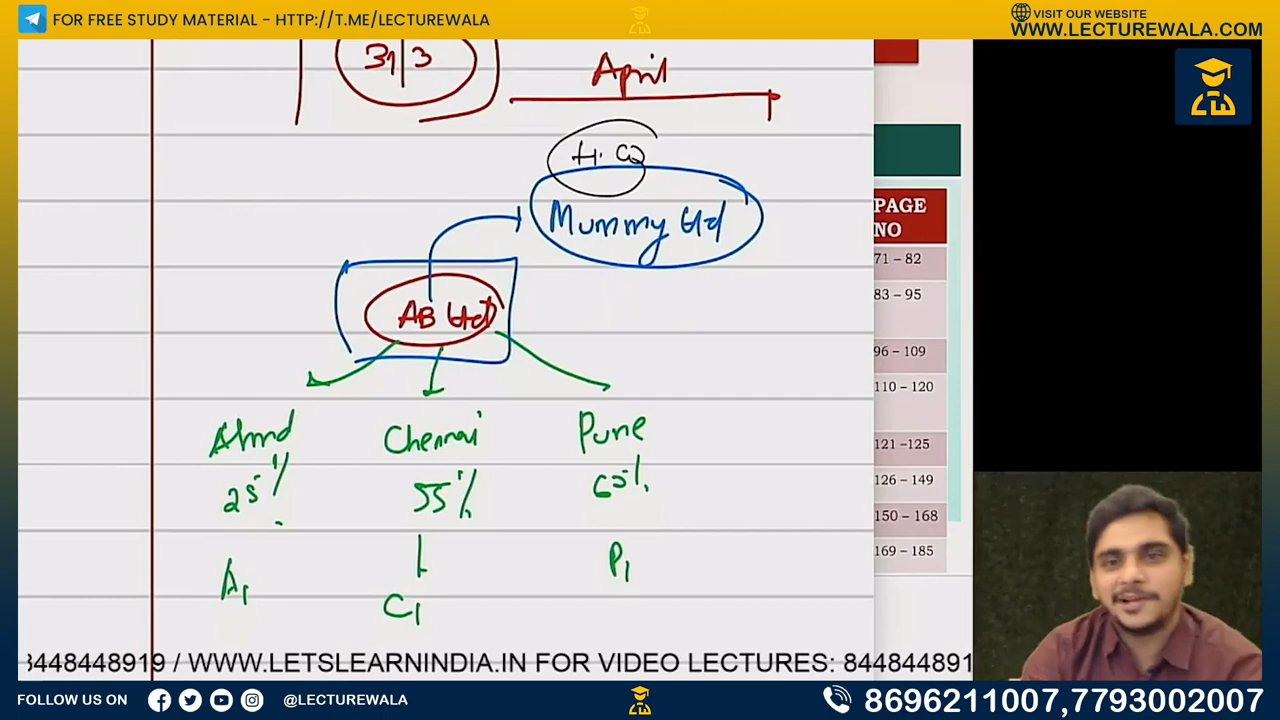 FOR FREE STUDY MATERIAL - HTTP://T.ME/LECTUREWALA
VISIT OUR WEBSITE
WWW.LECTUREWALA.COM
31/3
April
H.CO
Mummy Ltd
AB Ltd
Ahmd
Chennai
Pune
25%
55%
65%
A1
C1
P1
PAGE
NO
71 – 82
83 – 95
96 – 109
110 – 120
121 –125
126 – 149
150 – 168
169 – 185
8448448919 / WWW.LETSLEARNINDIA.IN FOR VIDEO LECTURES: 844844891
FOLLOW US ON
@LECTUREWALA
8696211007,7793002007